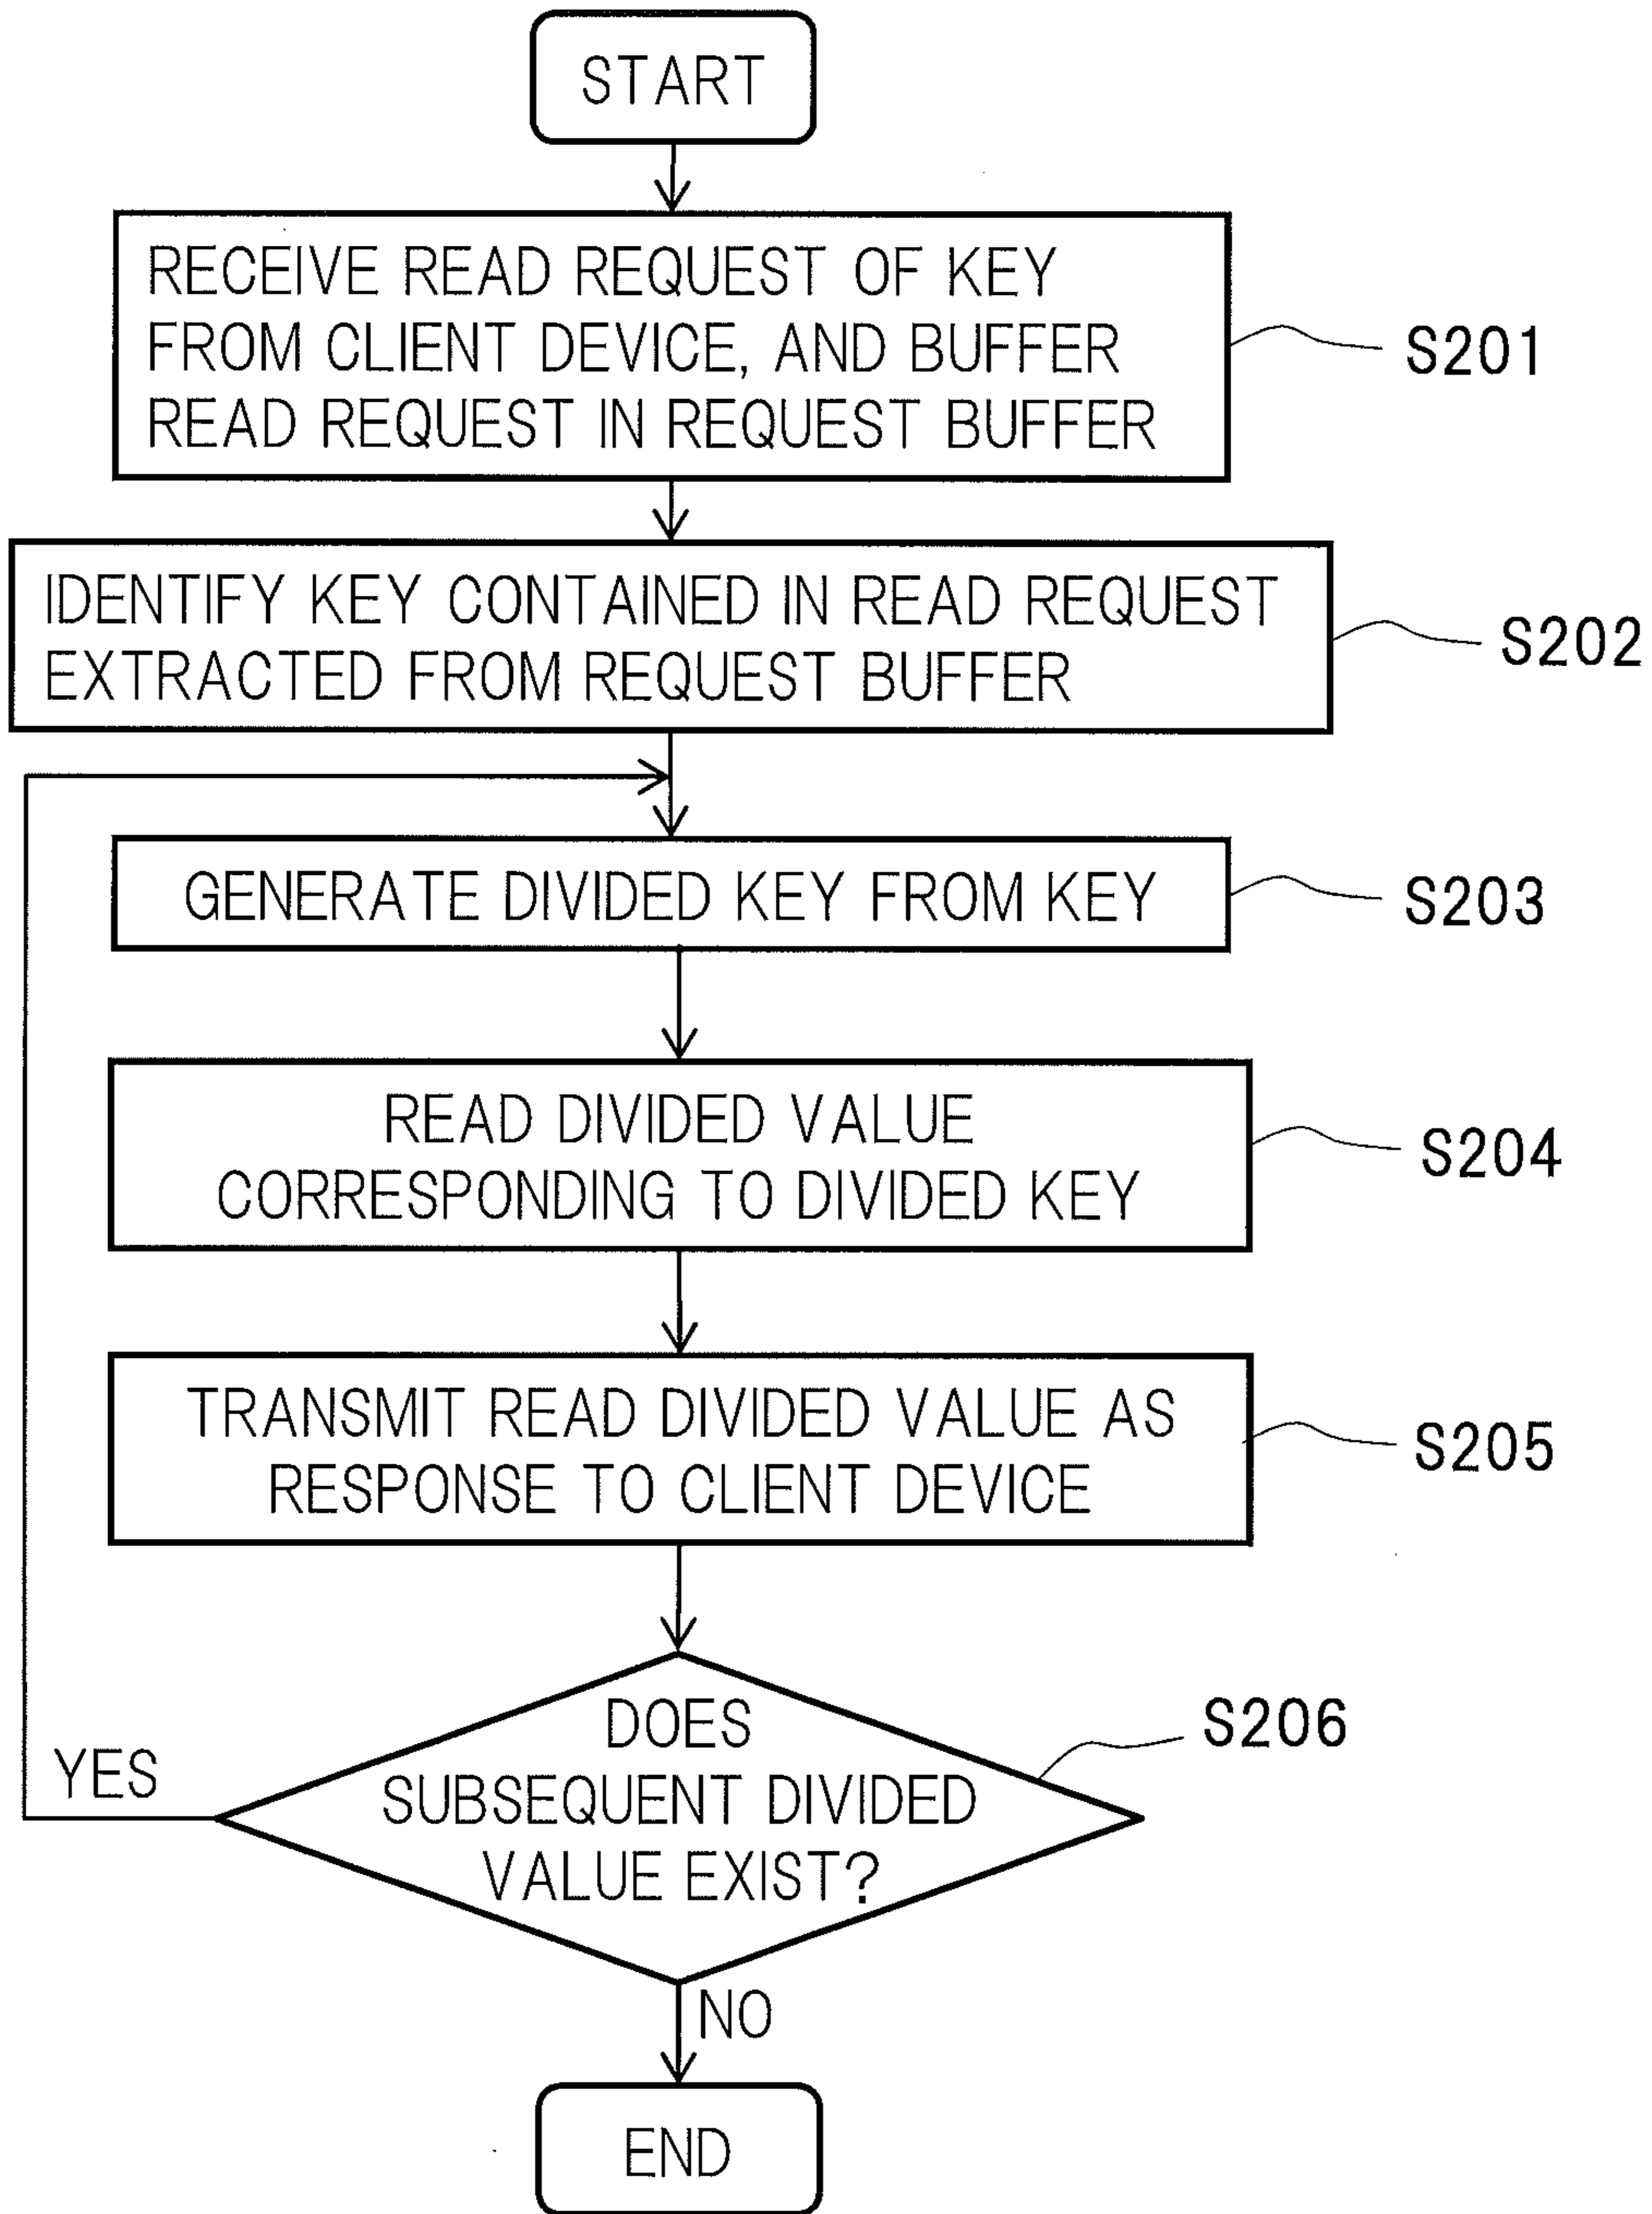 START
RECEIVE READ REQUEST OF KEY
FROM CLIENT DEVICE, AND BUFFER
READ REQUEST IN REQUEST BUFFER
S201
IDENTIFY KEY CONTAINED IN READ REQUEST
EXTRACTED FROM REQUEST BUFFER
S202
GENERATE DIVIDED KEY FROM KEY
S203
READ DIVIDED VALUE
CORRESPONDING TO DIVIDED KEY
S204
TRANSMIT READ DIVIDED VALUE AS
RESPONSE TO CLIENT DEVICE
S205
DOES
SUBSEQUENT DIVIDED
VALUE EXIST?
S206
YES
NO
END